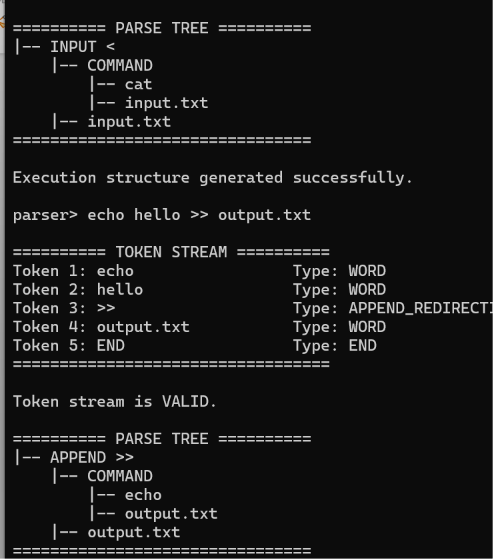 ========== PARSE TREE ==========
|-- INPUT <
    |-- COMMAND
        |-- cat
        |-- input.txt
    |-- input.txt
================================
Execution structure generated successfully.
parser> echo hello >> output.txt
========== TOKEN STREAM ==========
Token 1: echo                 Type: WORD
Token 2: hello                Type: WORD
Token 3: >>                   Type: APPEND_REDIRECTI
Token 4: output.txt           Type: WORD
Token 5: END                  Type: END
==================================
Token stream is VALID.
========== PARSE TREE ==========
|-- APPEND >>
    |-- COMMAND
        |-- echo
        |-- output.txt
    |-- output.txt
================================